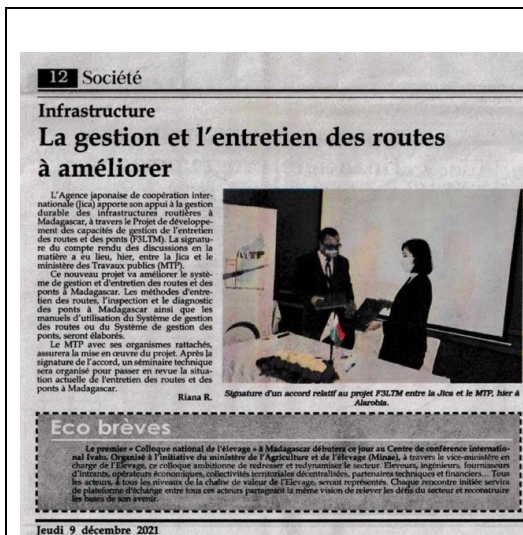 12 Société
Infrastructure
La gestion et l'entretien des routes
à améliorer
L'Agence japonaise de coopération inter-
nationale (Jica) apporte son appui à la gestion
durable des infrastructures routières à
Madagascar, à travers le Projet de développe-
ment des capacités de gestion de l'entretien
des routes et des ponts (F3LTM). La signatu-
re du compte rendu des discussions en la
matière a eu lieu, hier, entre la Jica et le
ministère des Travaux publics (MTP).
Ce nouveau projet va améliorer le systè-
me de gestion et d'entretien des routes et des
ponts à Madagascar. Les méthodes d'entre-
tien des routes, l'inspection et le diagnostic
des ponts à Madagascar ainsi que les
manuels d'utilisation du Système de gestion
des routes ou du Système de gestion des
ponts, seront élaborés.
Le MTP avec ses organismes rattachés,
assurera la mise en œuvre du projet. Après la
signature de l'accord, un séminaire technique
sera organisé pour passer en revue la situa-
tion actuelle de l'entretien des routes et des
ponts à Madagascar.
Riana R.
Signature d'un accord relatif au projet F3LTM entre la Jica et le MTP, hier à
Alarobia.
Eco brèves
Le premier « Colloque national de l'élevage » à Madagascar débutera ce jour au Centre de conférence internatio-
nal Ivato. Organisé à l'initiative du ministère de l'Agriculture et de l'élevage (Minae), à travers le vice-ministère en
charge de l'Elevage, ce colloque ambitionne de redresser et redynamiser le secteur. Eleveurs, ingénieurs, fournisseurs
d'intrants, opérateurs économiques, collectivités territoriales décentralisées, partenaires techniques et financiers... Tous
les acteurs, à tous les niveaux de la chaîne de valeur de l'Elevage, seront représentés. Chaque rencontre initiée servira
de plateforme d'échange entre tous ces acteurs partageant la même vision de relever les défis du secteur et reconstruire
les bases de son avenir.
Jeudi 9 décembre 2021